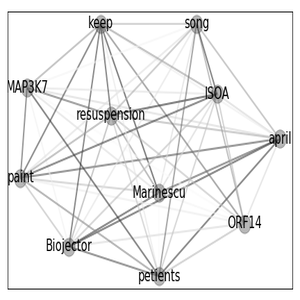 keep
song
MAP3K7
ISOA
resuspension
april
paint
Marinescu
ORF14
Biojector
petients